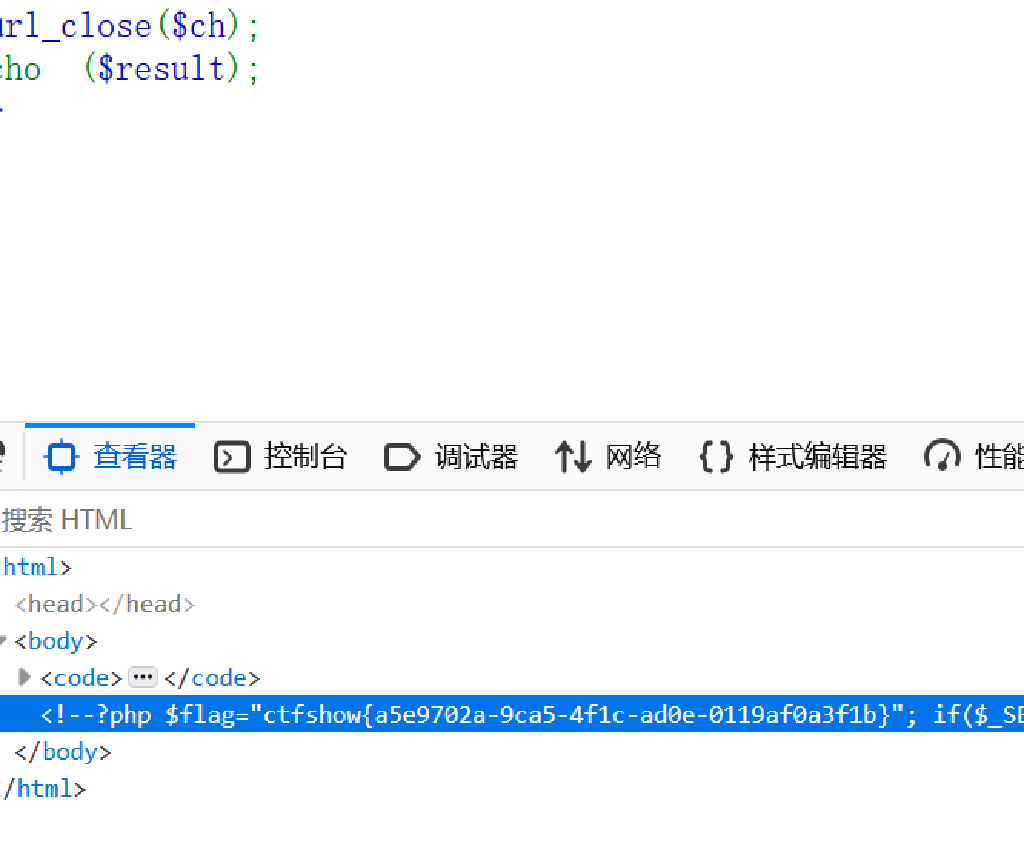 url_close($ch);
cho ($result);
查看器 控制台 调试器 网络 样式编辑器 性能
搜索 HTML
html>
<head></head>
<body>
<code>…</code>
<!--?php $flag="ctfshow{a5e9702a-9ca5-4f1c-ad0e-0119af0a3f1b}"; if($_SE
</body>
/html>